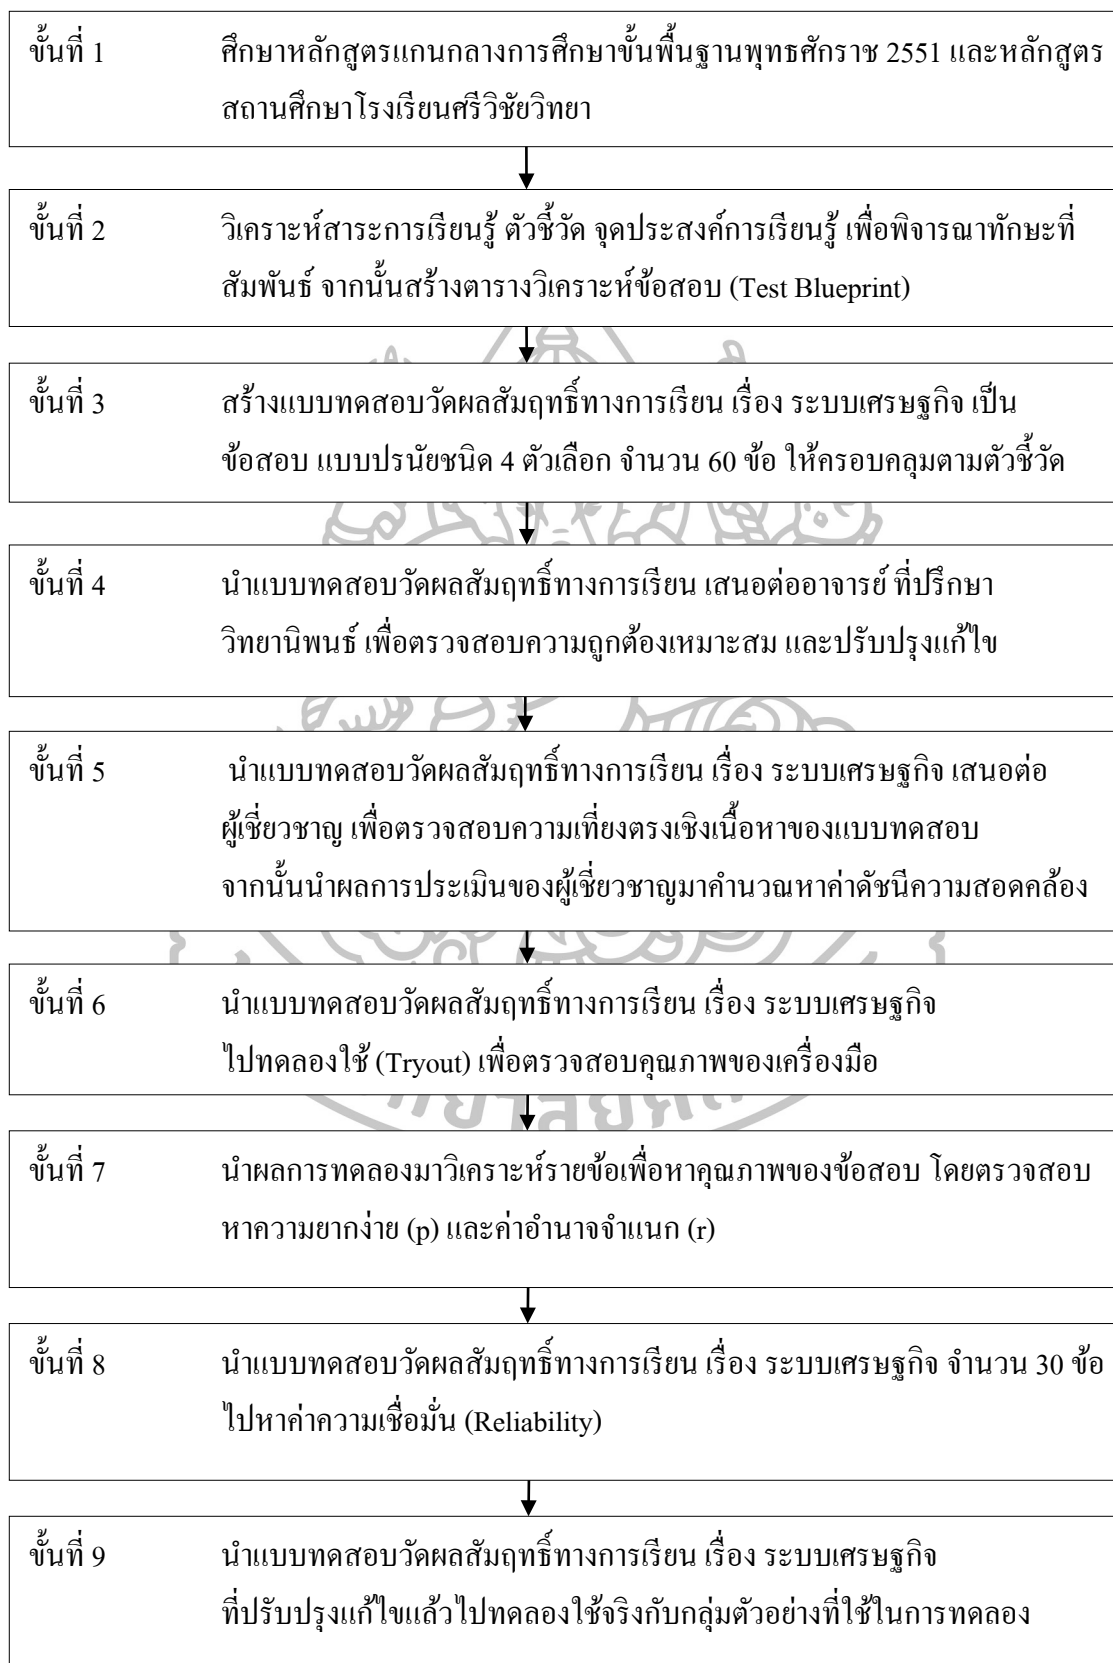 ขั้นที่ 1 ศึกษาหลักสูตรแกนกลางการศึกษาขั้นพื้นฐานพุทธศักราช 2551 และหลักสูตร
สถานศึกษาโรงเรียนศรีวิชัยวิทยา
ขั้นที่ 2 วิเคราะห์สาระการเรียนรู้ ตัวชี้วัด จุดประสงค์การเรียนรู้ เพื่อพิจารณาทักษะที่
สัมพันธ์ จากนั้นสร้างตารางวิเคราะห์ข้อสอบ (Test Blueprint)
ขั้นที่ 3 สร้างแบบทดสอบวัดผลสัมฤทธิ์ทางการเรียน เรื่อง ระบบเศรษฐกิจ เป็น
ข้อสอบ แบบปรนัยชนิด 4 ตัวเลือก จำนวน 60 ข้อ ให้ครอบคลุมตามตัวชี้วัด
ขั้นที่ 4 นำแบบทดสอบวัดผลสัมฤทธิ์ทางการเรียน เสนอต่ออาจารย์ ที่ปรึกษา
วิทยานิพนธ์ เพื่อตรวจสอบความถูกต้องเหมาะสม และปรับปรุงแก้ไข
ขั้นที่ 5 นำแบบทดสอบวัดผลสัมฤทธิ์ทางการเรียน เรื่อง ระบบเศรษฐกิจ เสนอต่อ
ผู้เชี่ยวชาญ เพื่อตรวจสอบความเที่ยงตรงเชิงเนื้อหาของแบบทดสอบ
จากนั้นนำผลการประเมินของผู้เชี่ยวชาญมาคำนวณหาค่าดัชนีความสอดคล้อง
ขั้นที่ 6 นำแบบทดสอบวัดผลสัมฤทธิ์ทางการเรียน เรื่อง ระบบเศรษฐกิจ
ไปทดลองใช้ (Tryout) เพื่อตรวจสอบคุณภาพของเครื่องมือ
ขั้นที่ 7 นำผลการทดลองมาวิเคราะห์รายข้อเพื่อหาคุณภาพของข้อสอบ โดยตรวจสอบ
หาความยากง่าย (p) และค่าอำนาจจำแนก (r)
ขั้นที่ 8 นำแบบทดสอบวัดผลสัมฤทธิ์ทางการเรียน เรื่อง ระบบเศรษฐกิจ จำนวน 30 ข้อ
ไปหาค่าความเชื่อมั่น (Reliability)
ขั้นที่ 9 นำแบบทดสอบวัดผลสัมฤทธิ์ทางการเรียน เรื่อง ระบบเศรษฐกิจ
ที่ปรับปรุงแก้ไขแล้วไปทดลองใช้จริงกับกลุ่มตัวอย่างที่ใช้ในการทดลอง